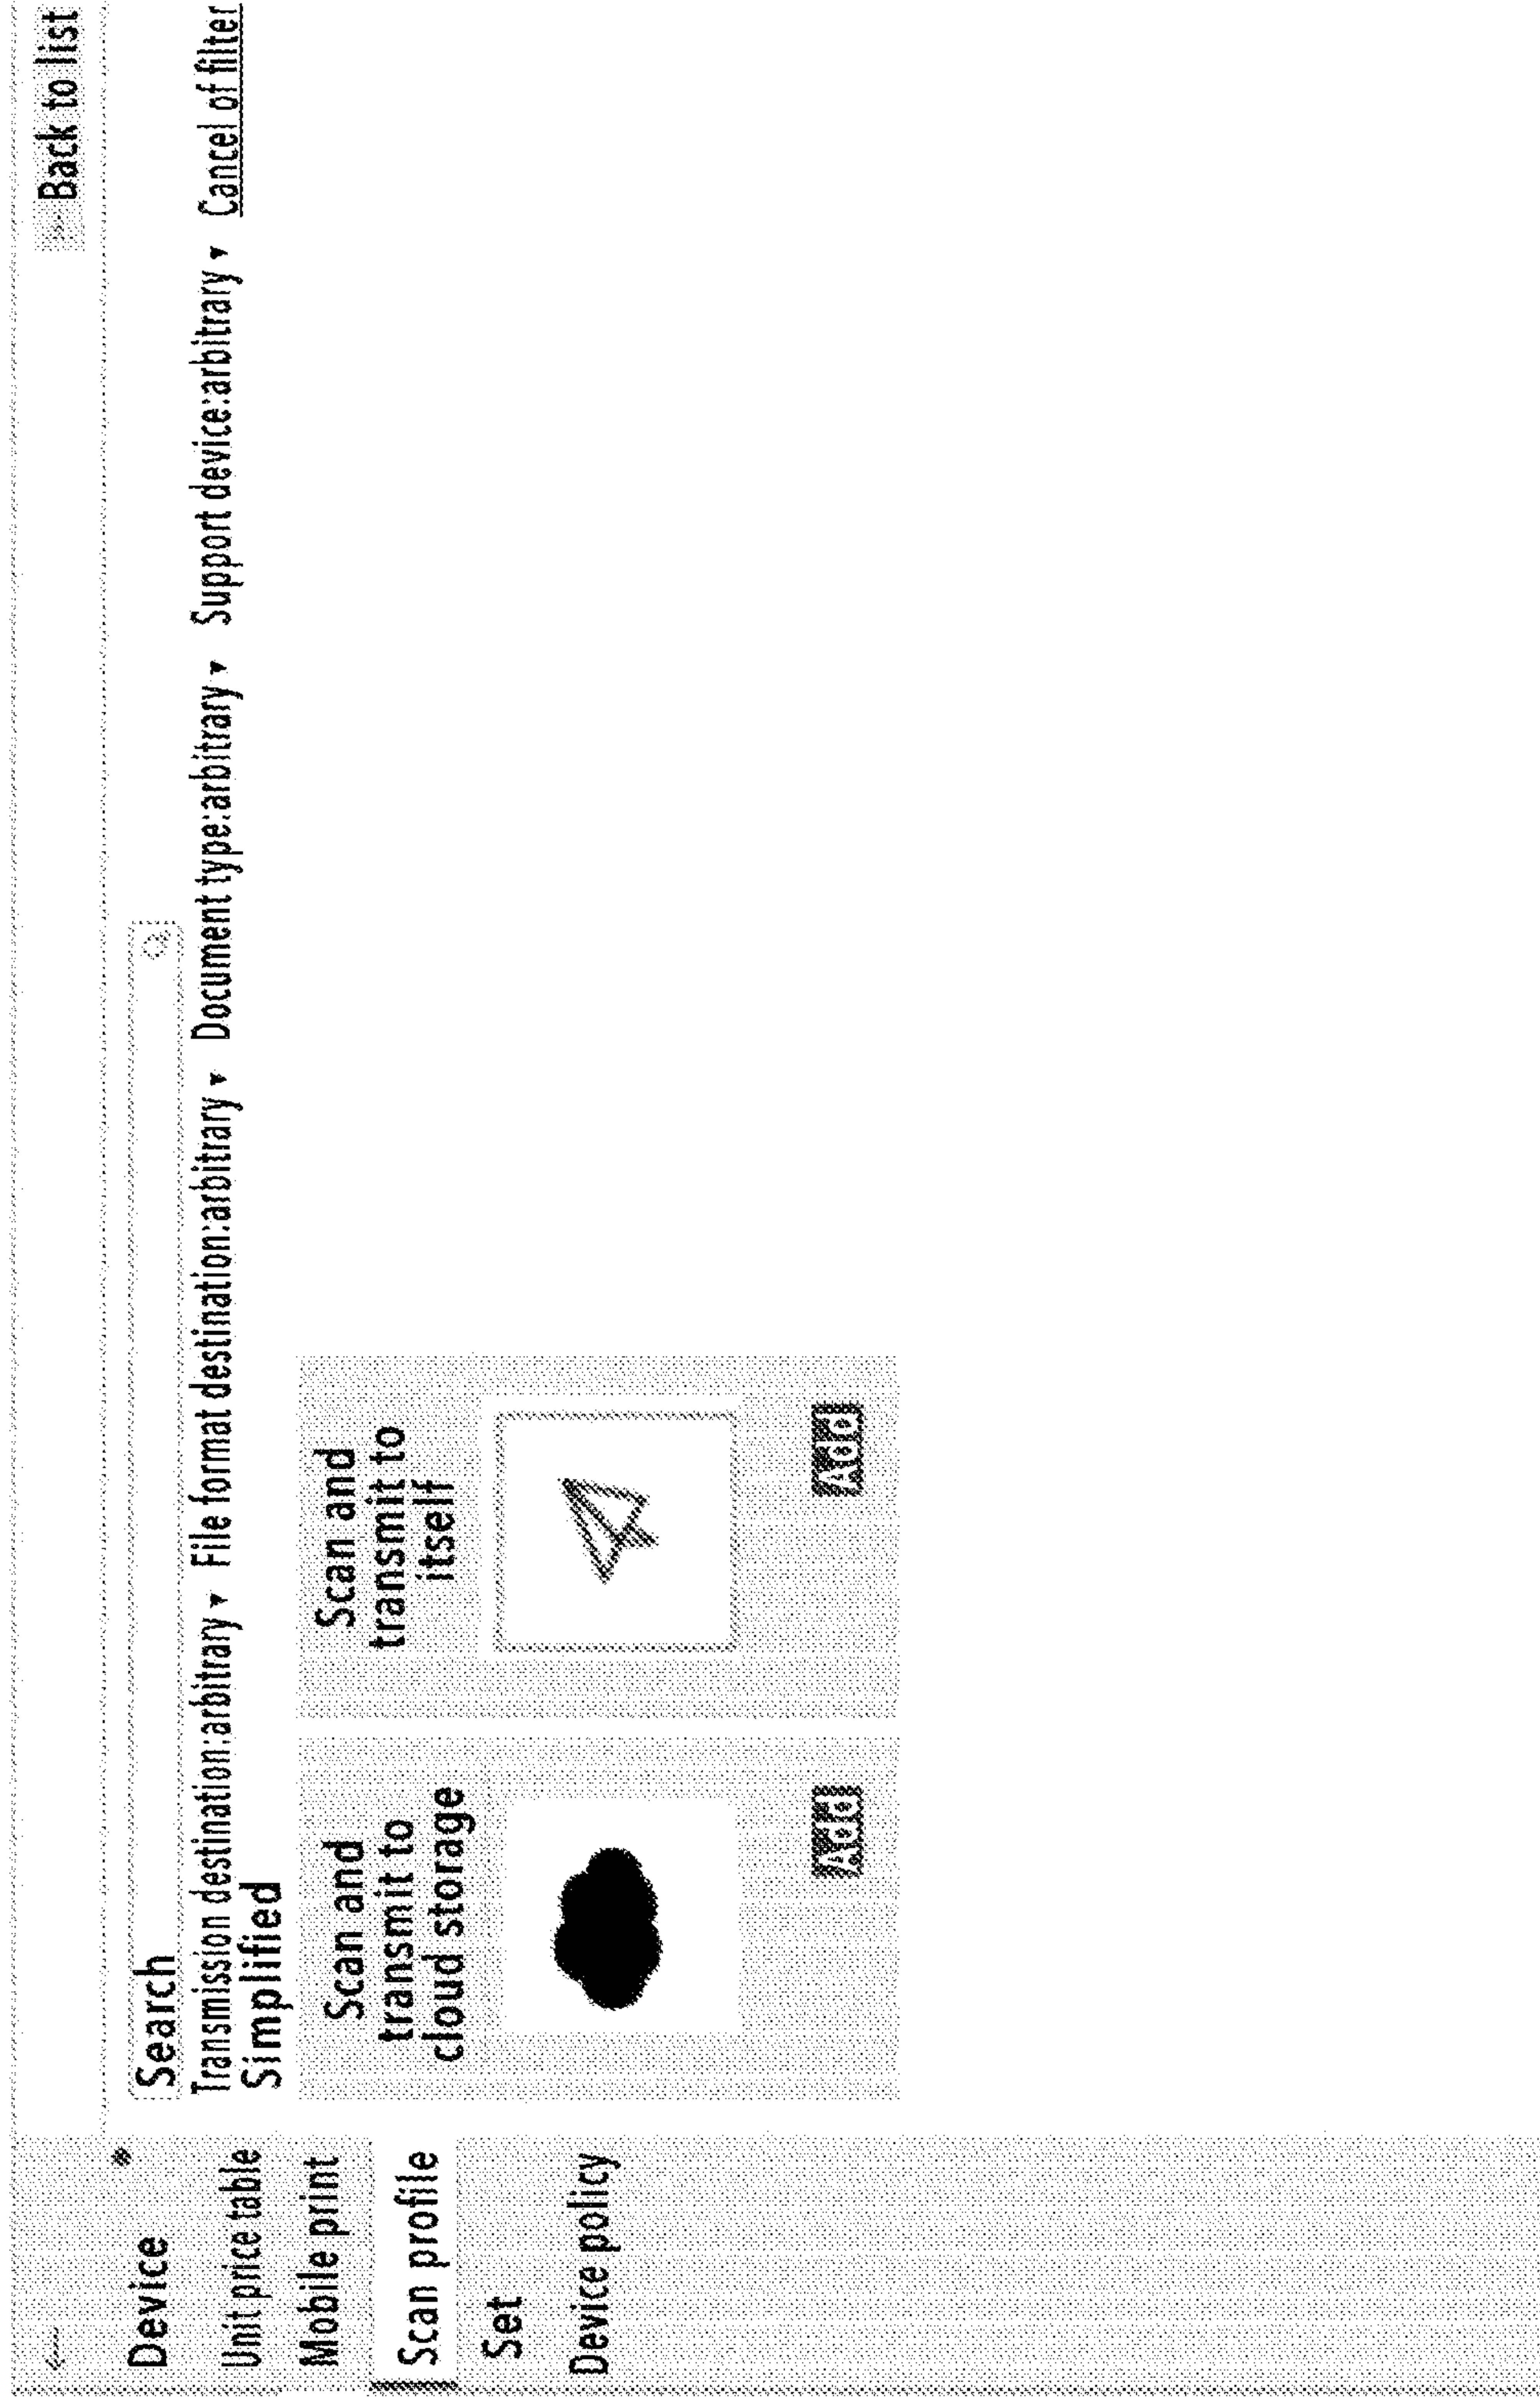 Back to list
Device
Unit price table
Mobile print
Scan profile
Set
Device policy
Search
Transmission destination:arbitrary ▾ File format destination:arbitrary ▾ Document type:arbitrary ▾ Support device:arbitrary ▾ Cancel of filter
Simplified
Scan and
transmit to
cloud storage
Add
Scan and
transmit to
itself
Add